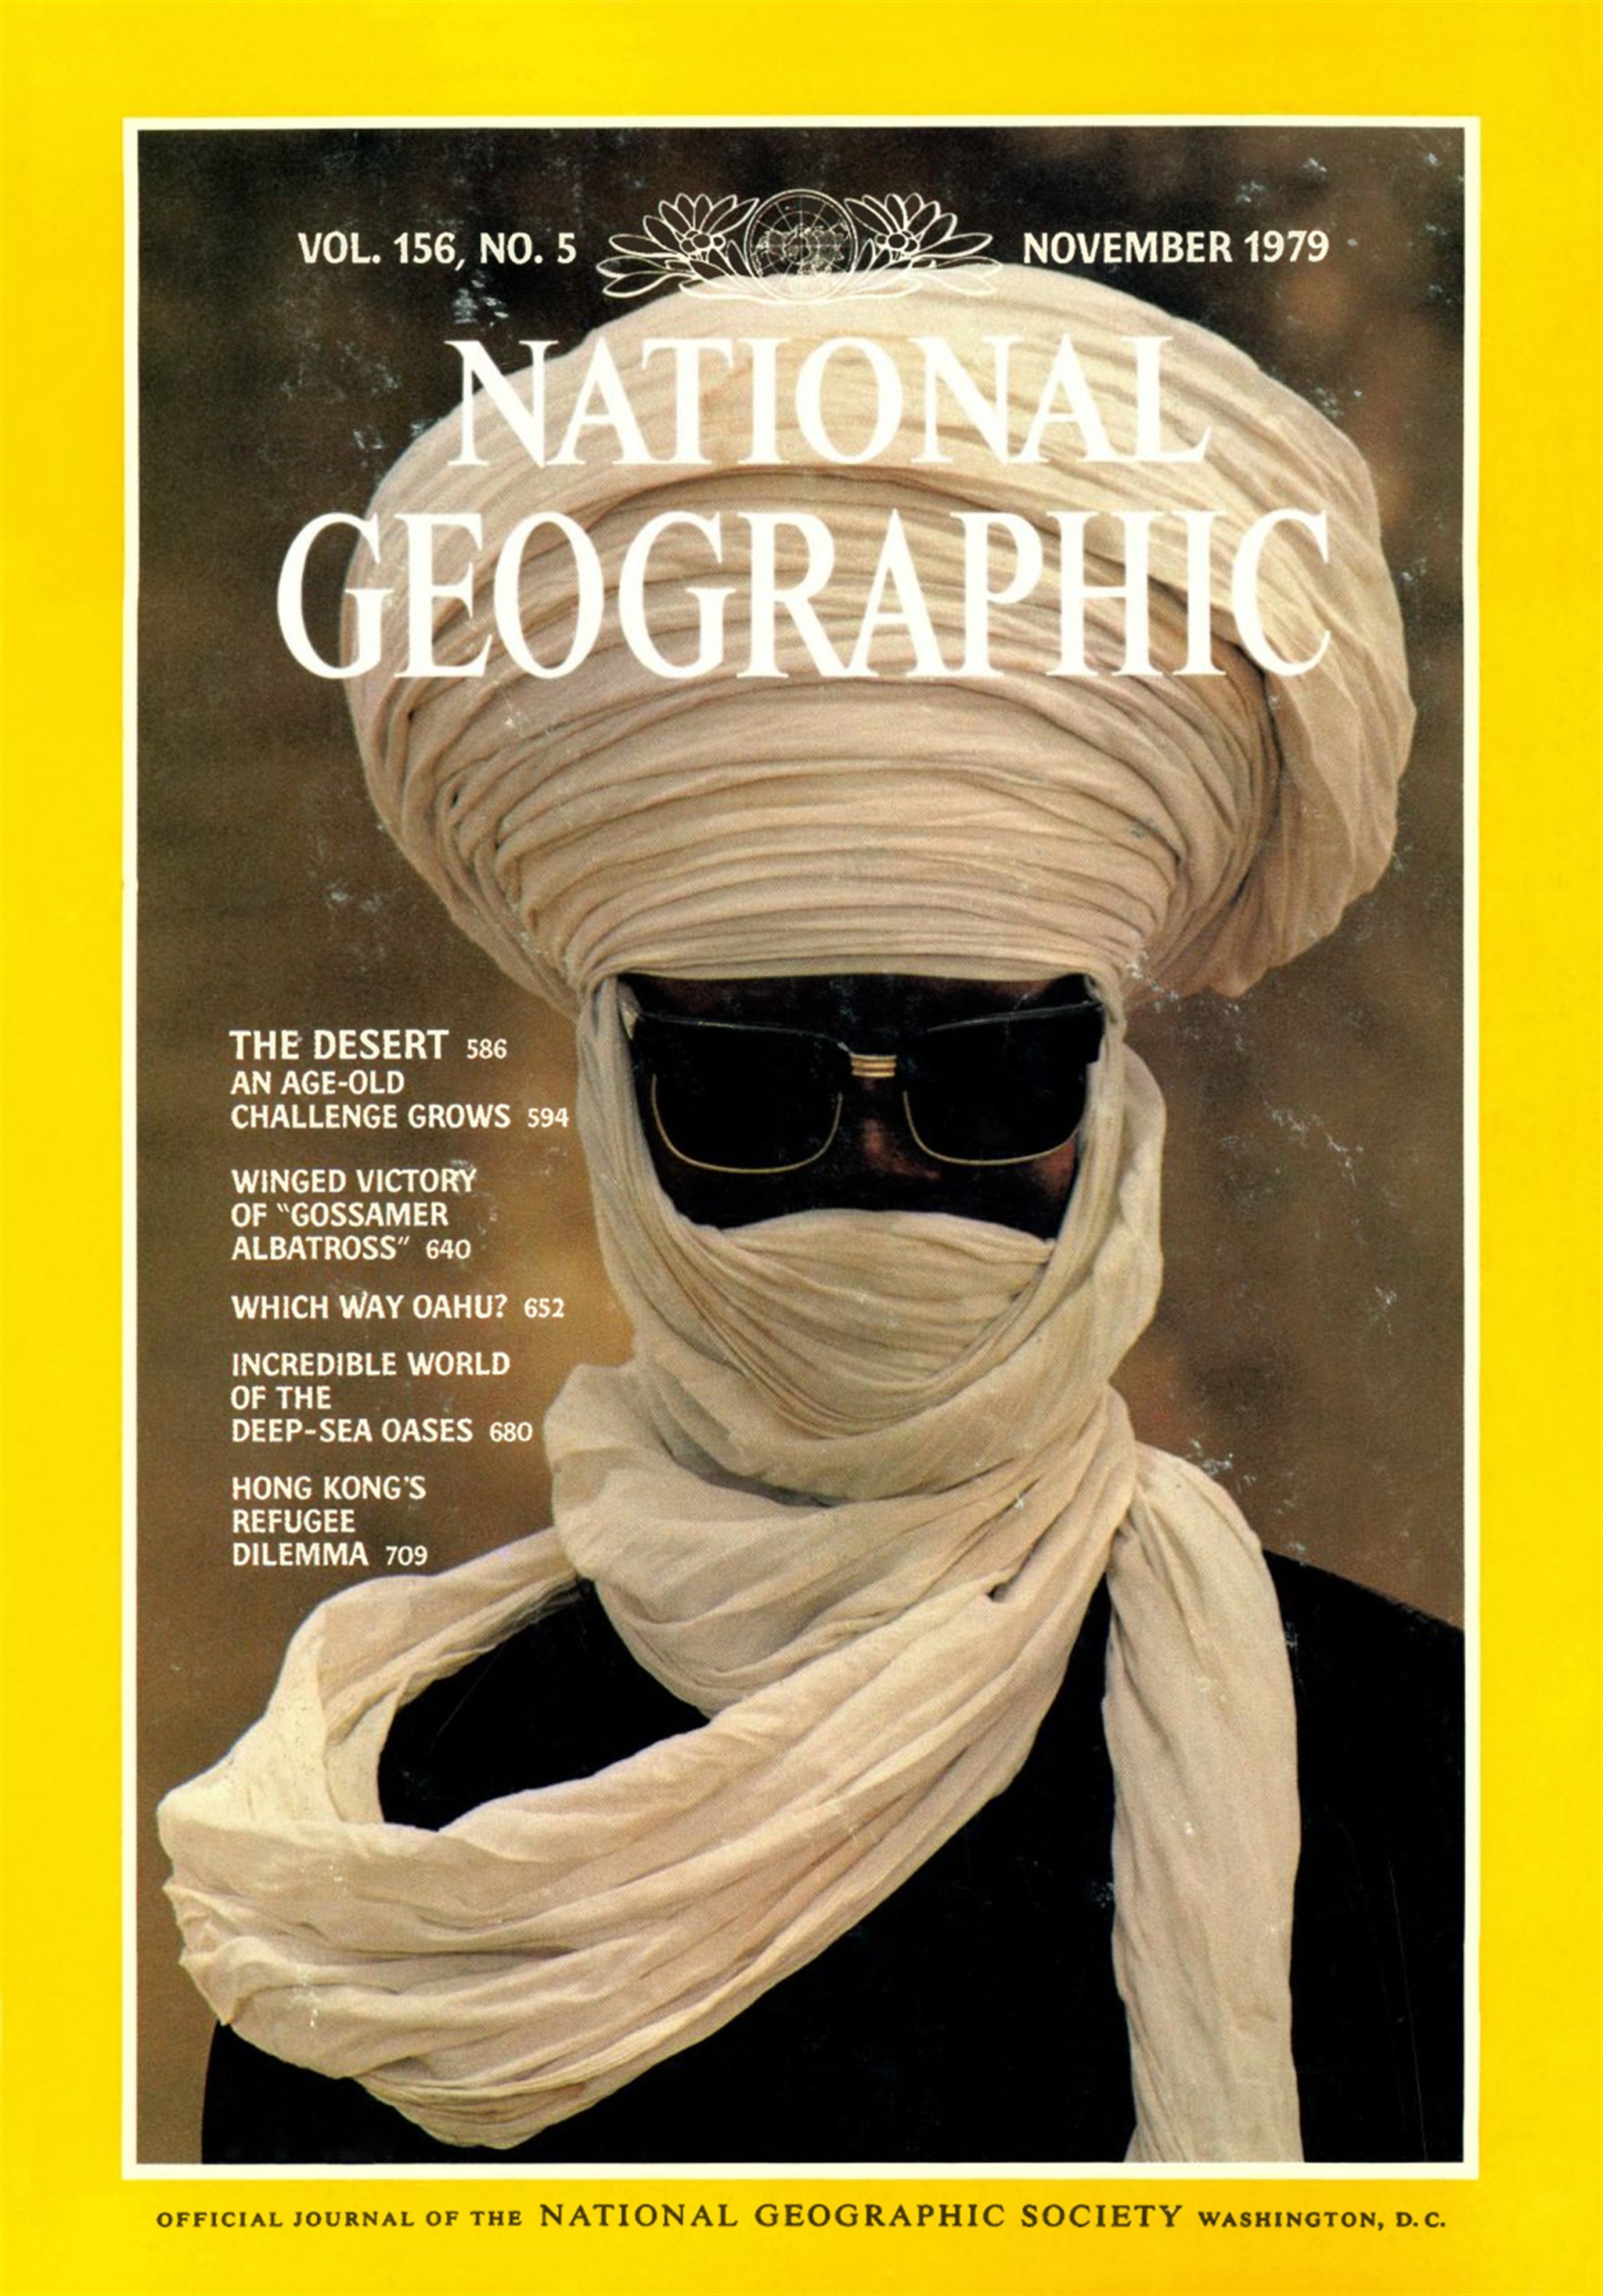 VOL. 156, NO. 5
NOVEMBER 1979
NATIONAL
GEOGRAPHIC
THE DESERT 586
AN AGE-OLD
CHALLENGE GROWS 594
WINGED VICTORY
OF "GOSSAMER
ALBATROSS" 640
WHICH WAY OAHU? 652
INCREDIBLE WORLD
OF THE
DEEP-SEA OASES 680
HONG KONG'S
REFUGEE
DILEMMA 709
OFFICIAL JOURNAL OF THE NATIONAL GEOGRAPHIC SOCIETY WASHINGTON, D.C.